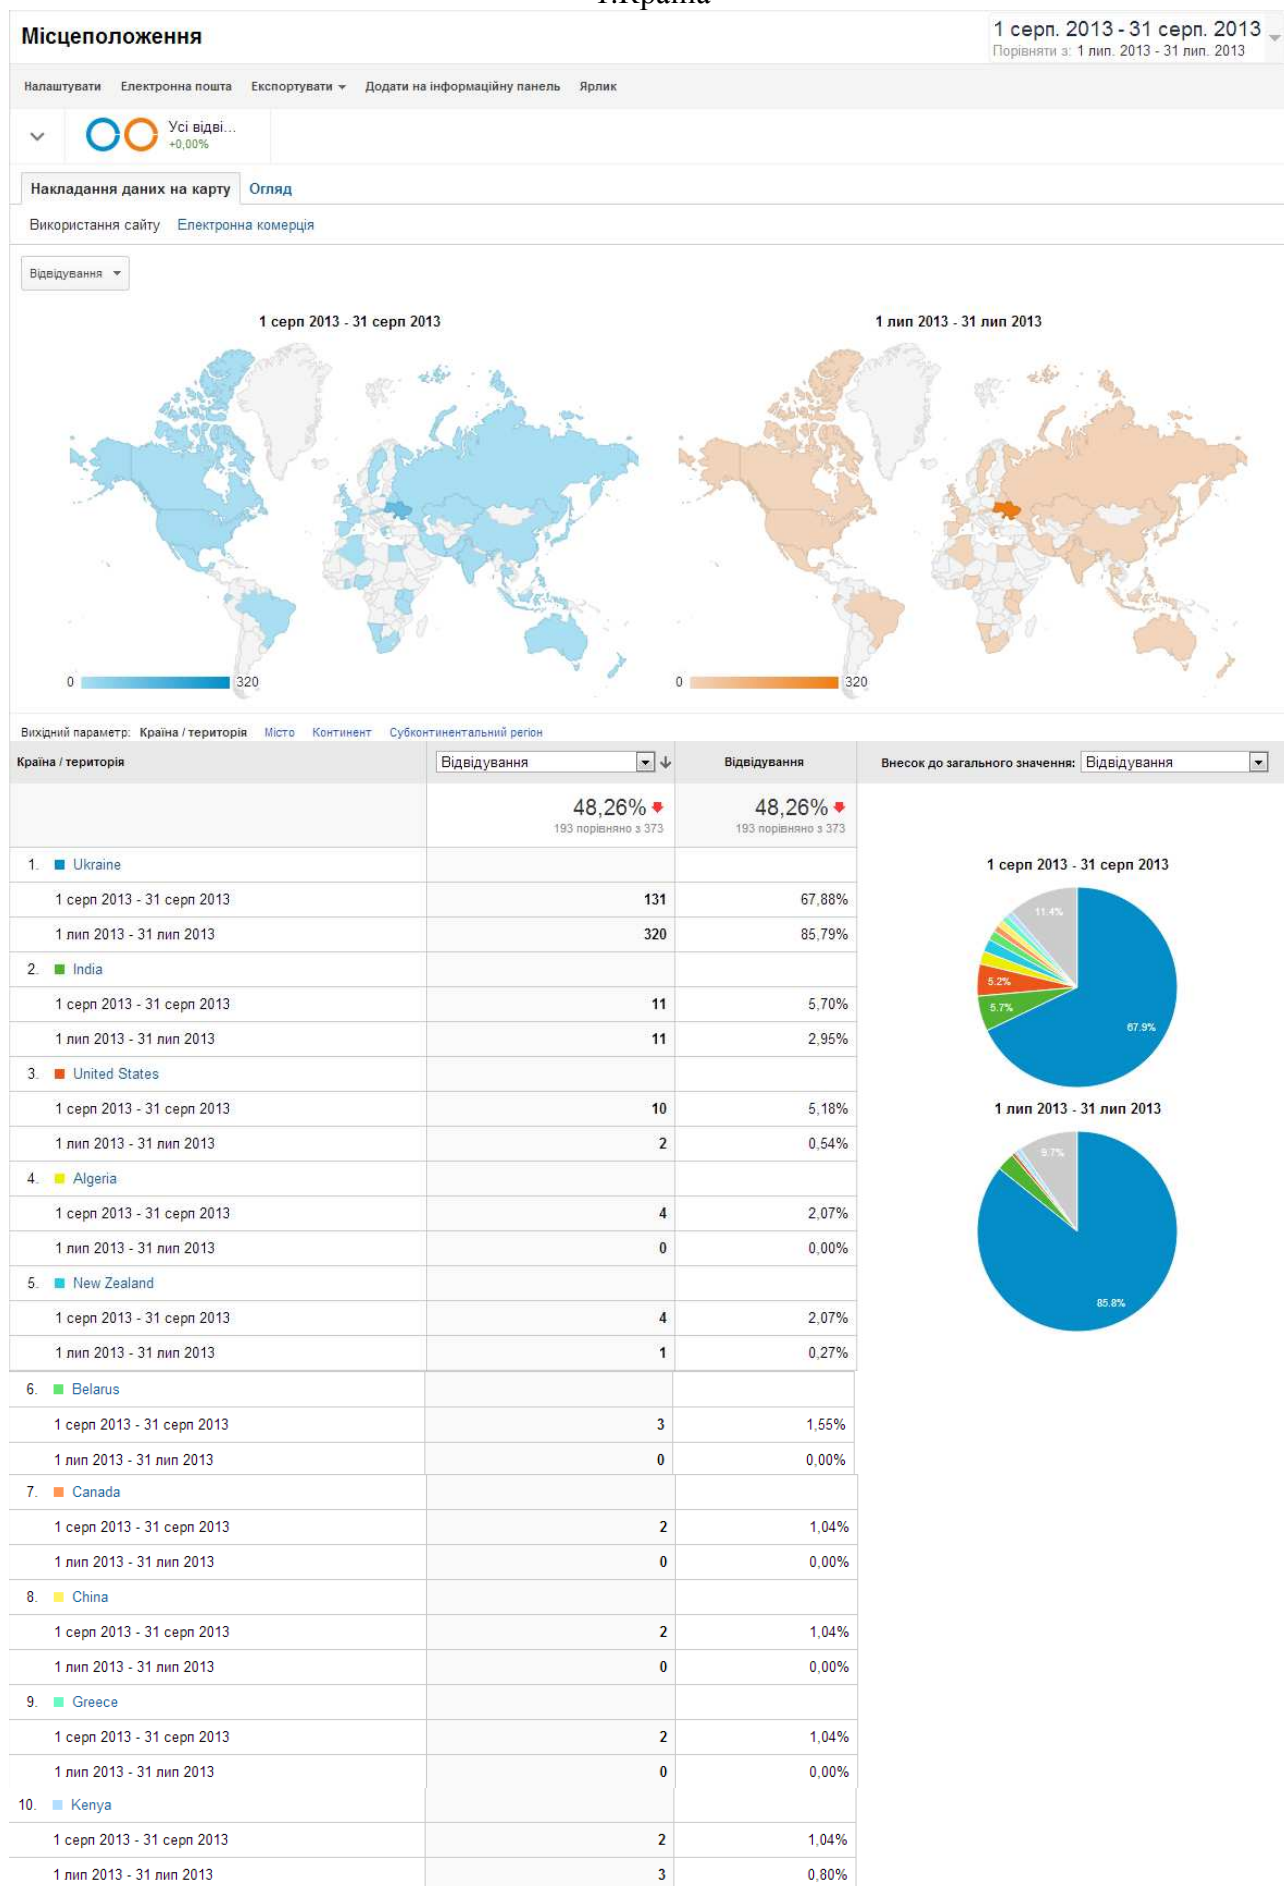 1.Країна
Місцеположення
1 серп. 2013 - 31 серп. 2013
Порівняти з: 1 лип. 2013 - 31 лип. 2013
Налаштувати Електронна пошта Експортувати Додати на інформаційну панель Ярлик
Усі відві...
+0,00%
Накладання даних на карту Огляд
Використання сайту Електронна комерція
Відвідування
1 серп 2013 - 31 серп 2013
1 лип 2013 - 31 лип 2013
0 320
0 320
Вихідний параметр: Країна / територія Місто Континент Субконтинентальний регіон
Країна / територія Відвідування Відвідування Внесок до загального значення: Відвідування
48,26% 48,26%
193 порівняно з 373 193 порівняно з 373
1. Ukraine
1 серп 2013 - 31 серп 2013 131 67,88%
1 лип 2013 - 31 лип 2013 320 85,79%
2. India
1 серп 2013 - 31 серп 2013 11 5,70%
1 лип 2013 - 31 лип 2013 11 2,95%
3. United States
1 серп 2013 - 31 серп 2013 10 5,18%
1 лип 2013 - 31 лип 2013 2 0,54%
4. Algeria
1 серп 2013 - 31 серп 2013 4 2,07%
1 лип 2013 - 31 лип 2013 0 0,00%
5. New Zealand
1 серп 2013 - 31 серп 2013 4 2,07%
1 лип 2013 - 31 лип 2013 1 0,27%
6. Belarus
1 серп 2013 - 31 серп 2013 3 1,55%
1 лип 2013 - 31 лип 2013 0 0,00%
7. Canada
1 серп 2013 - 31 серп 2013 2 1,04%
1 лип 2013 - 31 лип 2013 0 0,00%
8. China
1 серп 2013 - 31 серп 2013 2 1,04%
1 лип 2013 - 31 лип 2013 0 0,00%
9. Greece
1 серп 2013 - 31 серп 2013 2 1,04%
1 лип 2013 - 31 лип 2013 0 0,00%
10. Kenya
1 серп 2013 - 31 серп 2013 2 1,04%
1 лип 2013 - 31 лип 2013 3 0,80%
1 серп 2013 - 31 серп 2013
11.4%
5.2%
5.7%
67.9%
1 лип 2013 - 31 лип 2013
9.7%
85.8%